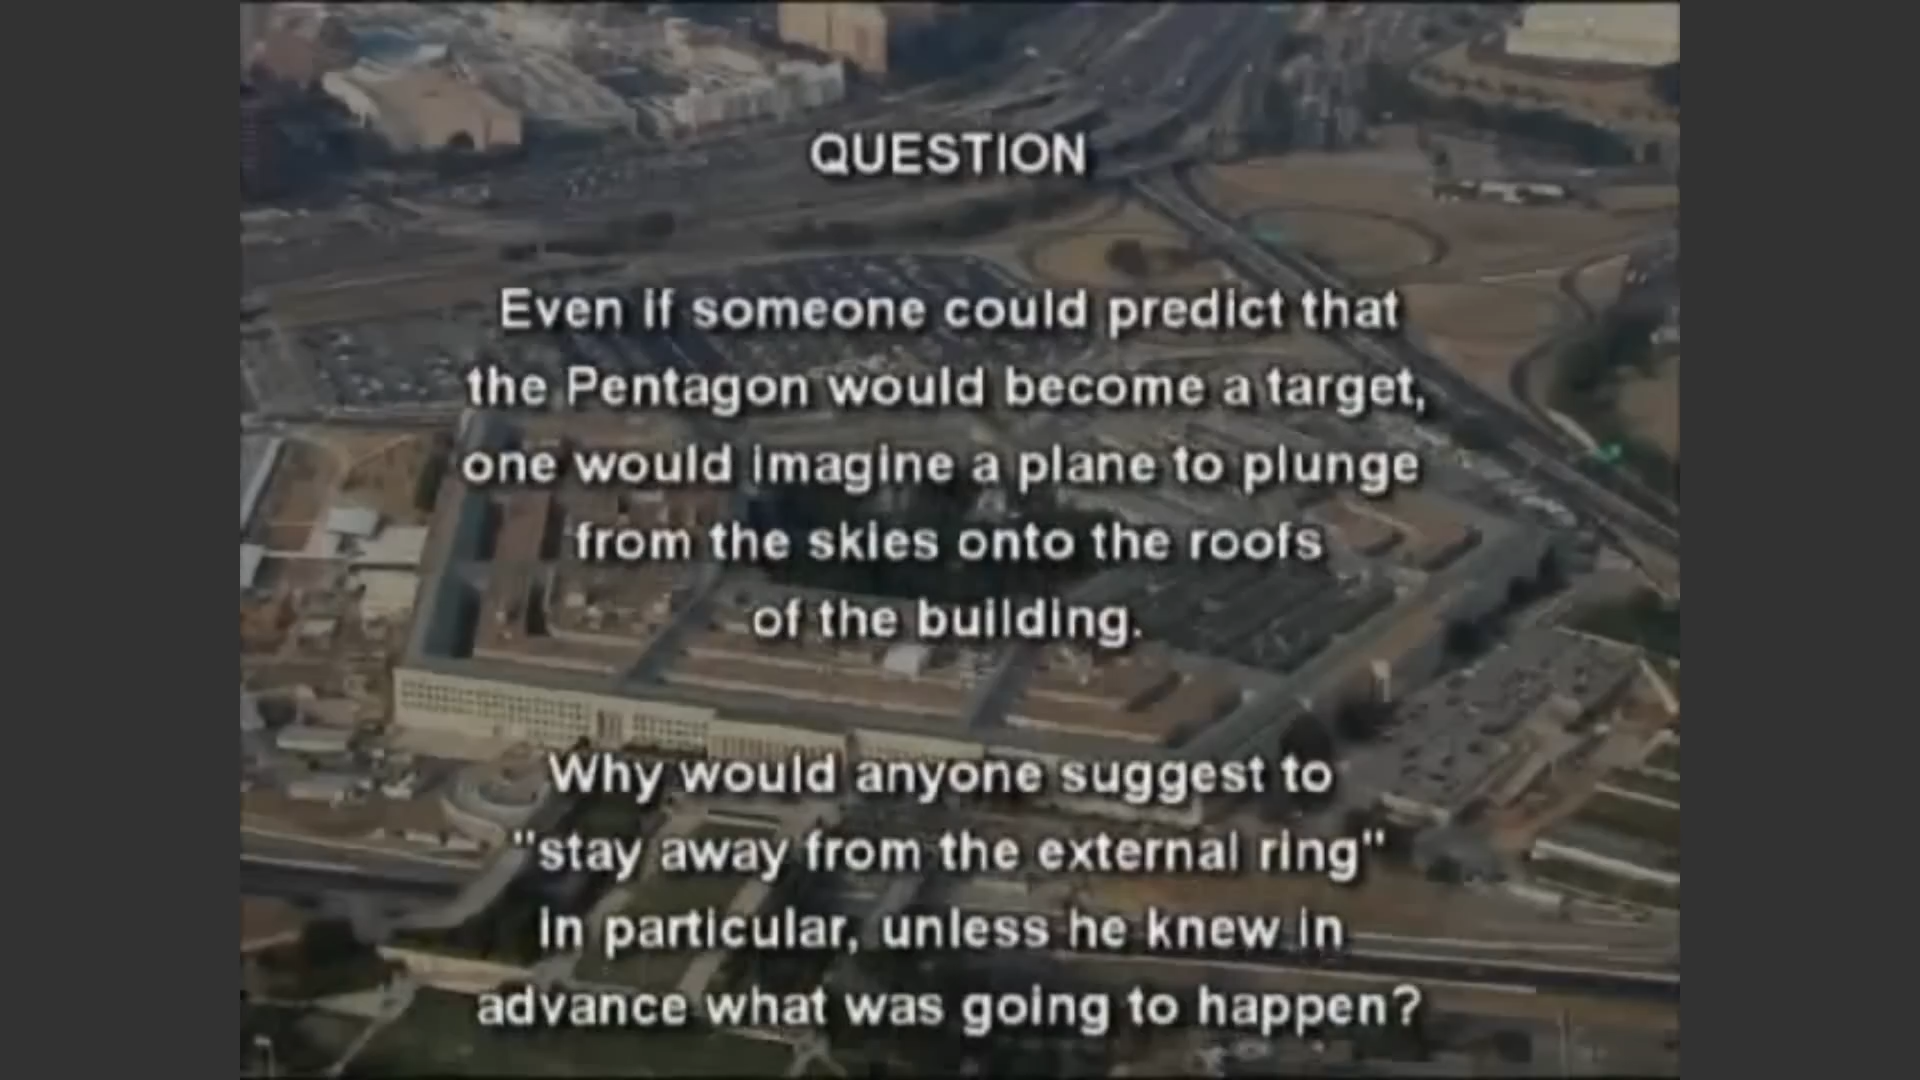 QUESTION
Even if someone could predict that
the Pentagon would become a target,
one would imagine a plane to plunge
from the skies onto the roofs
of the building.
Why would anyone suggest to
"stay away from the external ring"
in particular, unless he knew in
advance what was going to happen?